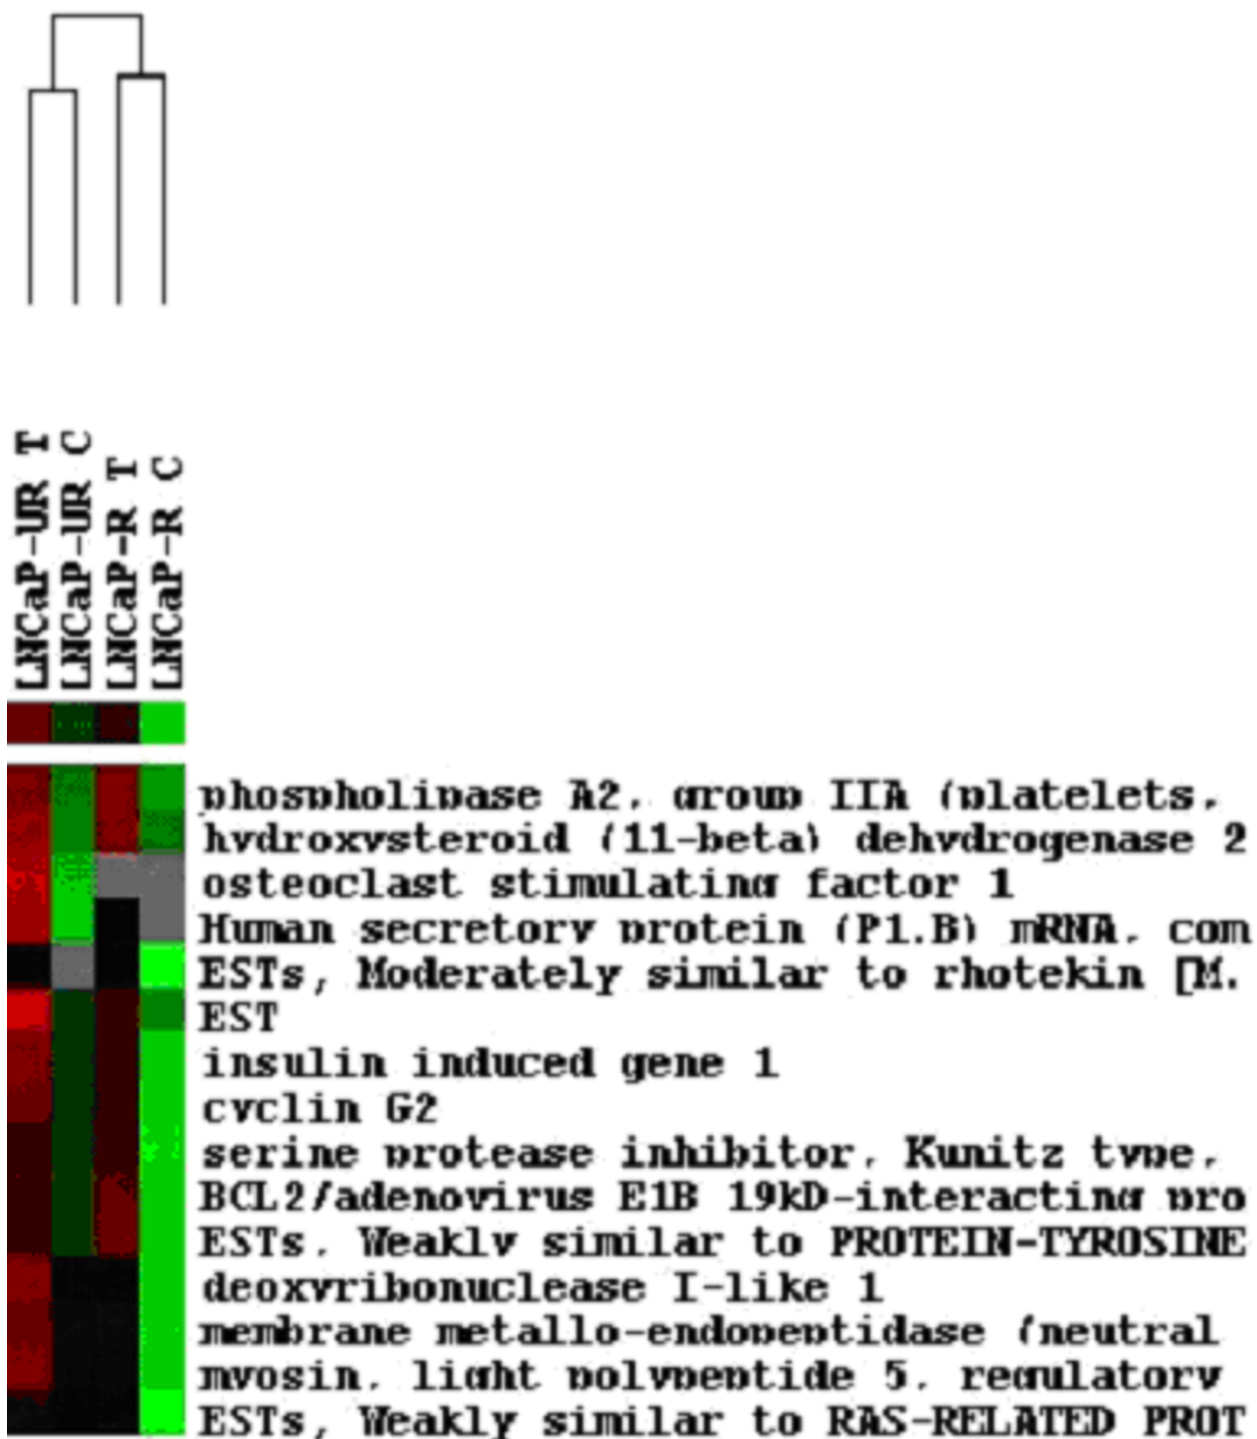 LNCaP-UR T
LNCaP-UR C
LNCaP-R T
LNCaP-R C
phospholipase A2, group IIA (platelets,
hydroxysteroid (11-beta) dehydrogenase 2
osteoclast stimulating factor 1
Human secretory protein (P1.B) mRNA, com
ESTs, Moderately similar to rhotekin [M.
EST
insulin induced gene 1
cyclin G2
serine protease inhibitor, Kunitz type,
BCL2/adenovirus E1B 19kD-interacting pro
ESTs, Weakly similar to PROTEIN-TYROSINE
deoxyribonuclease I-like 1
membrane metallo-endopeptidase (neutral
myosin, light polypeptide 5, regulatory
ESTs, Weakly similar to RAS-RELATED PROT